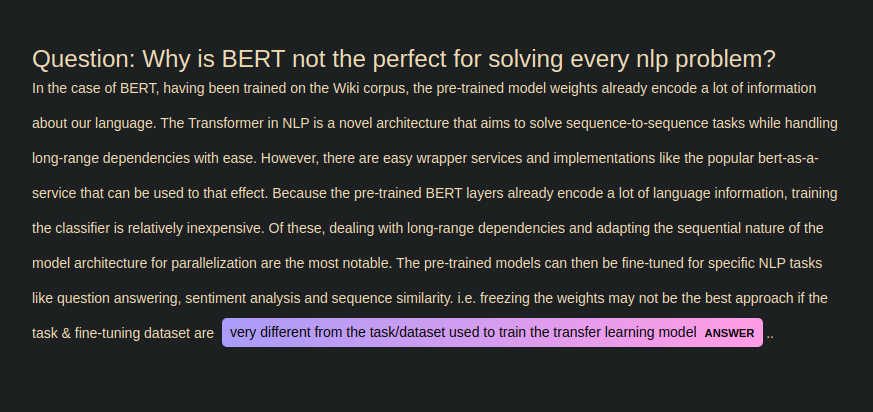 Question: Why is BERT not the perfect for solving every nlp problem?
In the case of BERT, having been trained on the Wiki corpus, the pre-trained model weights already encode a lot of information
about our language. The Transformer in NLP is a novel architecture that aims to solve sequence-to-sequence tasks while handling
long-range dependencies with ease. However, there are easy wrapper services and implementations like the popular bert-as-a-
service that can be used to that effect. Because the pre-trained BERT layers already encode a lot of language information, training
the classifier is relatively inexpensive. Of these, dealing with long-range dependencies and adapting the sequential nature of the
model architecture for parallelization are the most notable. The pre-trained models can then be fine-tuned for specific NLP tasks
like question answering, sentiment analysis and sequence similarity. i.e. freezing the weights may not be the best approach if the
task & fine-tuning dataset are very different from the task/dataset used to train the transfer learning model ANSWER ..